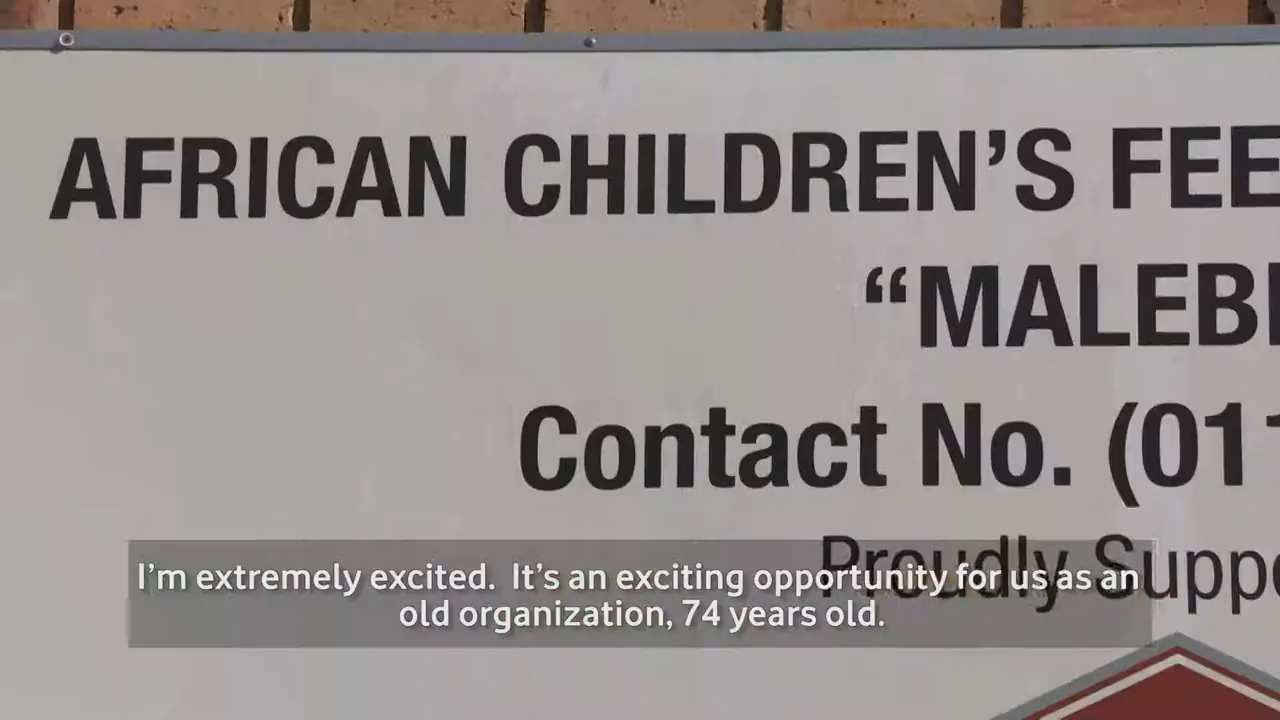 AFRICAN CHILDREN'S FEE
“MALEB
Contact No. (011
Proudly Supp
I'm extremely excited. It's an exciting opportunity for us as an
old organization, 74 years old.